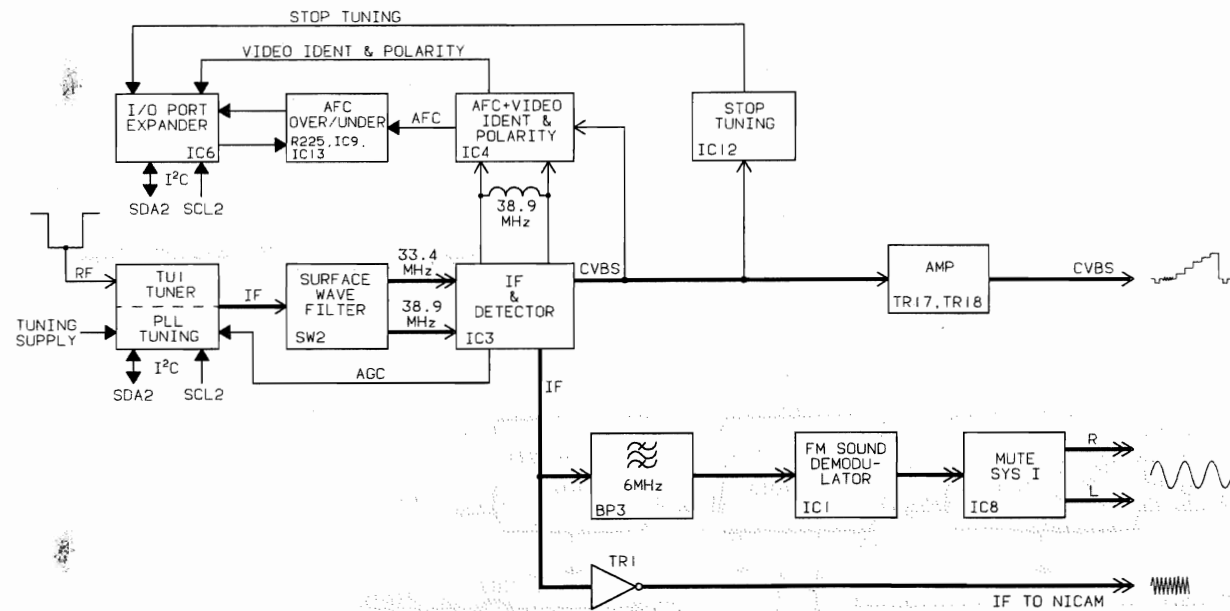 STOP TUNING
VIDEO IDENT & POLARITY
I/O PORT
EXPANDER
IC6
AFC
OVER/UNDER
R225,IC9,
IC13
AFC
AFC+VIDEO
IDENT &
POLARITY
IC4
STOP
TUNING
IC12
I²C
SDA2
SCL2
38.9
MHz
RF
TU1
TUNER
PLL
TUNING
IF
SURFACE
WAVE
FILTER
SW2
33.4
MHz
38.9
MHz
IF
&
DETECTOR
IC3
CVBS
AMP
TR17,TR18
CVBS
TUNING
SUPPLY
I²C
SDA2
SCL2
AGC
IF
6MHz
BP3
FM SOUND
DEMODU-
LATOR
IC1
MUTE
SYS I
IC8
R
L
TR1
IF TO NICAM